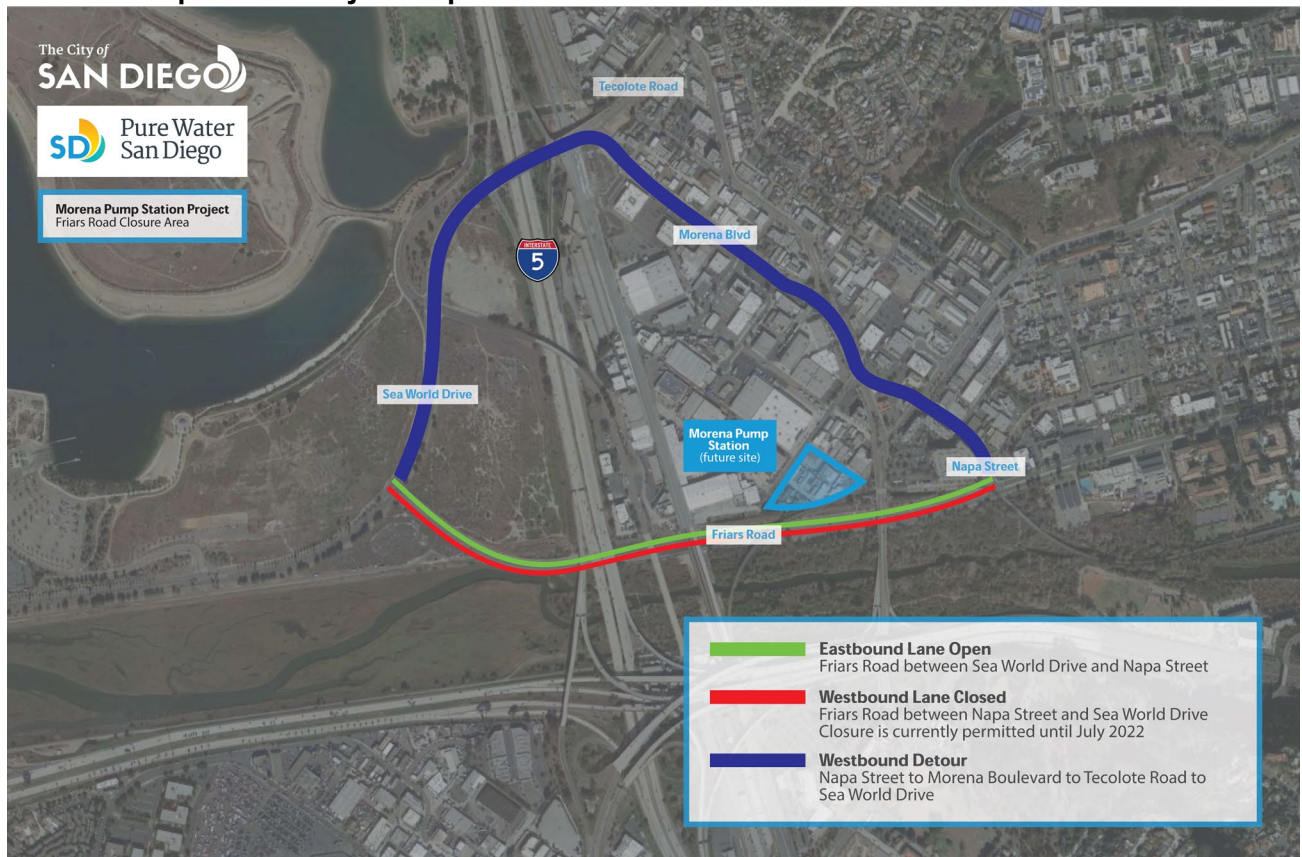 The City of
SAN DIEGO
SD
Pure Water
San Diego
Morena Pump Station Project
Friars Road Closure Area
Tecolote Road
Morena Blvd
INTERSTATE
5
Sea World Drive
Morena Pump
Station
(future site)
Napa Street
Friars Road
Eastbound Lane Open
Friars Road between Sea World Drive and Napa Street
Westbound Lane Closed
Friars Road between Napa Street and Sea World Drive
Closure is currently permitted until July 2022
Westbound Detour
Napa Street to Morena Boulevard to Tecolote Road to
Sea World Drive